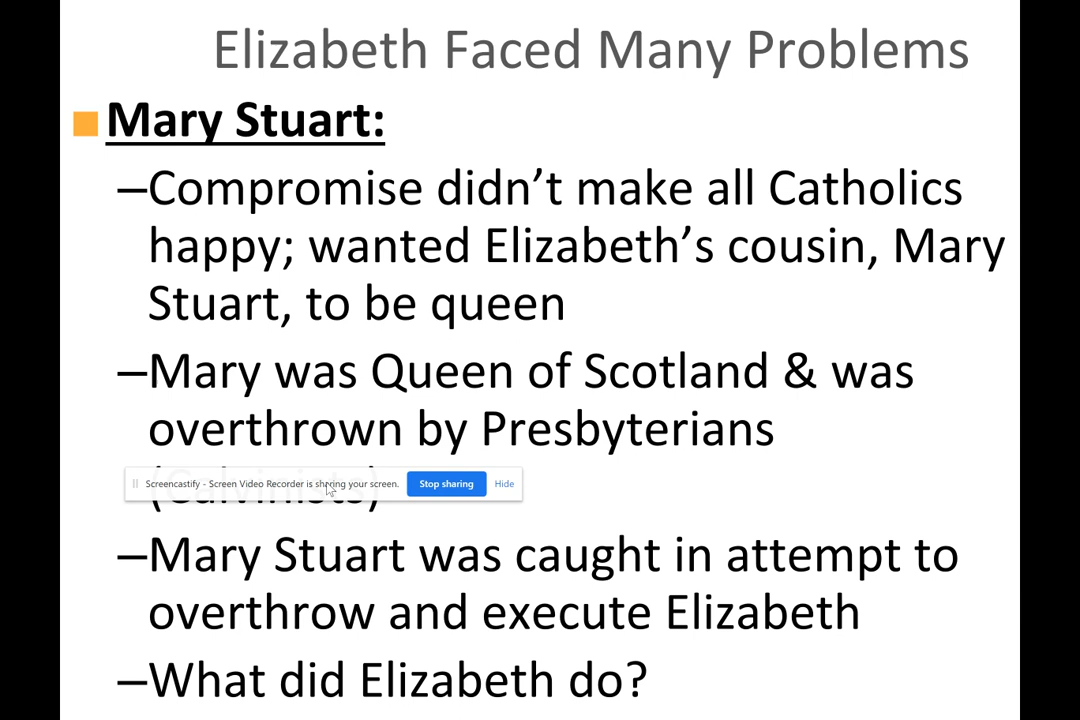 Elizabeth Faced Many Problems
Mary Stuart:
–Compromise didn’t make all Catholics
happy; wanted Elizabeth’s cousin, Mary
Stuart, to be queen
–Mary was Queen of Scotland & was
overthrown by Presbyterians
(Calvinists)
Screencastify - Screen Video Recorder is sharing your screen. Stop sharing Hide
–Mary Stuart was caught in attempt to
overthrow and execute Elizabeth
–What did Elizabeth do?